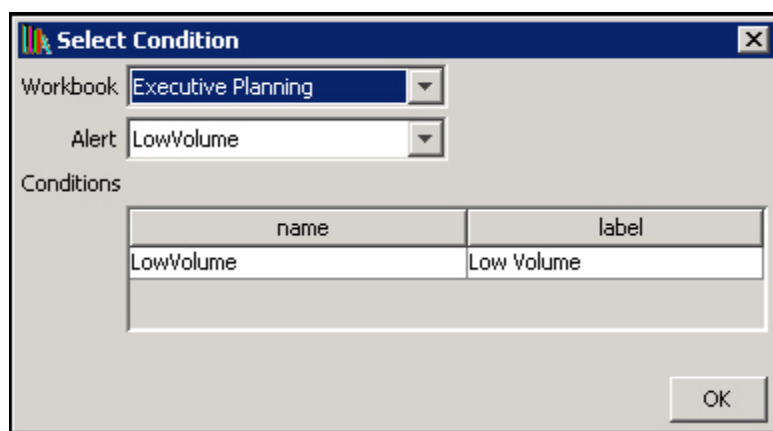 Select Condition
Workbook Executive Planning
Alert LowVolume
Conditions
name label
LowVolume Low Volume
OK